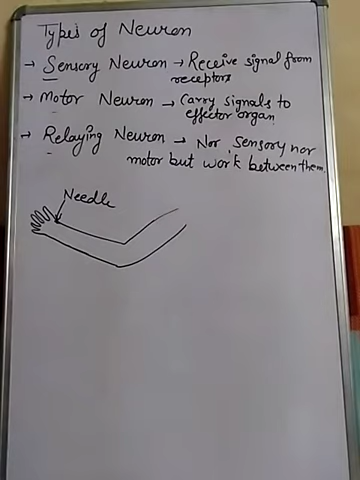 Types of Neuron
→ Sensory Neuron → Receive signal from
receptors
→ Motor Neuron → Carry signals to
effector organ
→ Relaying Neuron → Nor Sensory nor
motor but work between them.
Needle